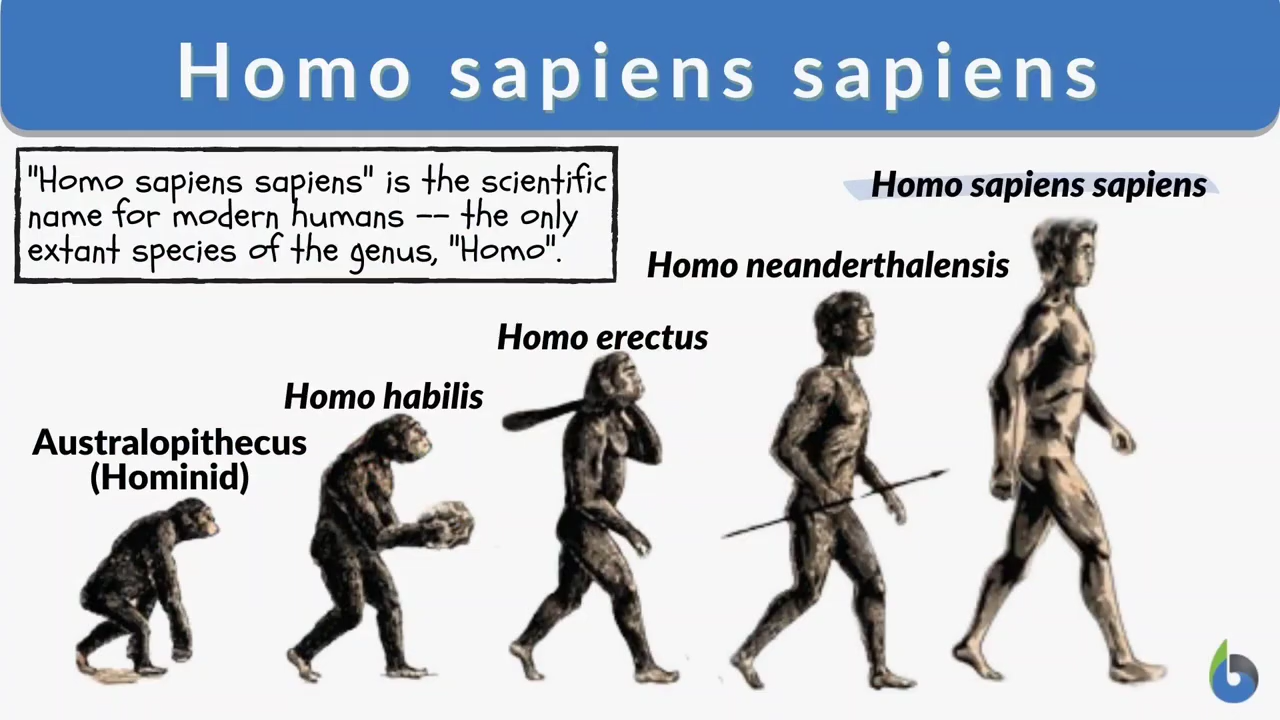 Homo sapiens sapiens
"Homo sapiens sapiens" is the scientific
name for modern humans -- the only
extant species of the genus, "Homo".
Homo sapiens sapiens
Homo neanderthalensis
Homo erectus
Homo habilis
Australopithecus
(Hominid)